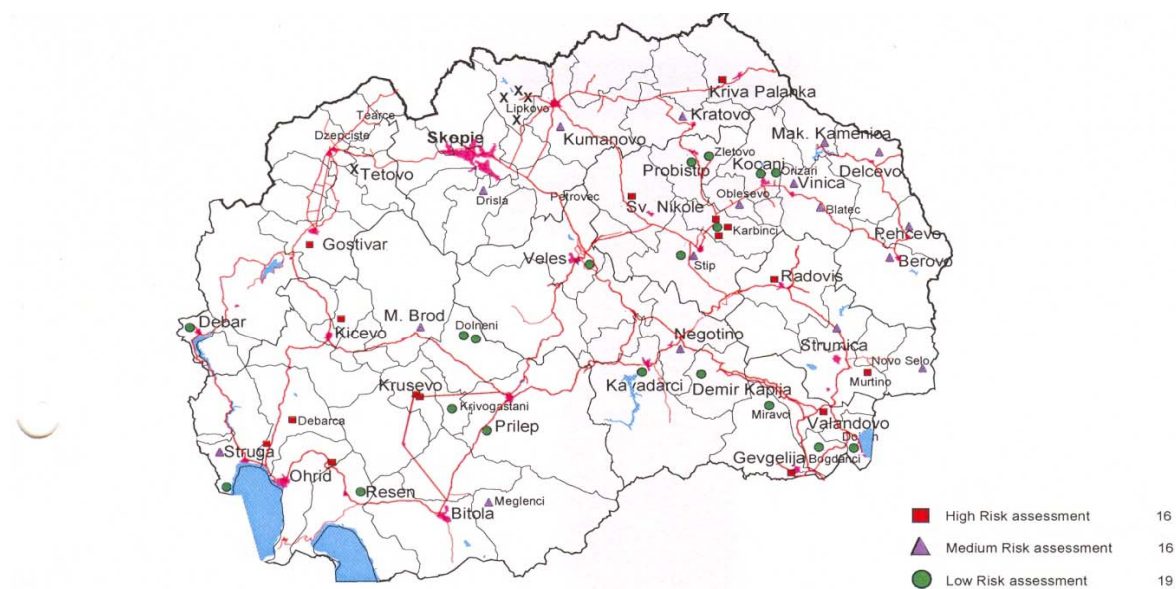 X
X X
X
Lipkovo
Kriva Palanka
Tearce
Kratovo
Dzepciste
Skopje
Kumanovo
Mak. Kamenica
Zletovo
X
Tetovo
Probistip
Kocani
Orizari
Delcevo
Vinica
Drisla
Petrovec
Oblesevo
Sv. Nikole
Blatec
Karbinci
Pehcevo
Gostivar
Veles
Stip
Berovo
Radovis
Debar
Kicevo
M. Brod
Dolneni
Negotino
Strumica
Novo Selo
Krusevo
Kavadarci
Demir Kapija
Murtino
Krivogastani
Miravo
Debarca
Prilep
Valandovo
Struga
Gevgelija
Bogdanci
Ohrid
Resen
Meglenci
Bitola
High Risk assessment 16
Medium Risk assessment 16
Low Risk assessment 19